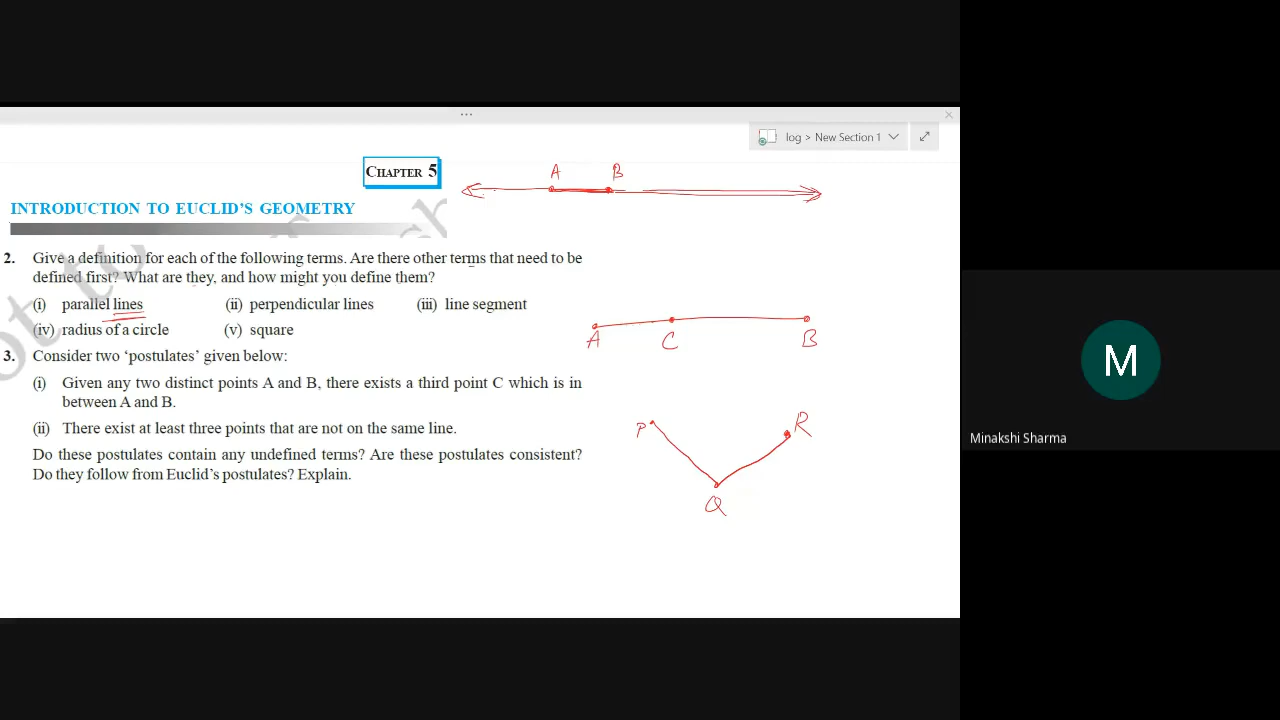 log > New Section 1
CHAPTER 5
A B
INTRODUCTION TO EUCLID'S GEOMETRY
2. Give a definition for each of the following terms. Are there other terms that need to be
defined first? What are they, and how might you define them?
(i) parallel lines (ii) perpendicular lines (iii) line segment
(iv) radius of a circle (v) square
A C B
3. Consider two 'postulates' given below:
(i) Given any two distinct points A and B, there exists a third point C which is in
between A and B.
(ii) There exist at least three points that are not on the same line.
P R
Do these postulates contain any undefined terms? Are these postulates consistent?
Do they follow from Euclid's postulates? Explain.
Q
M
Minakshi Sharma